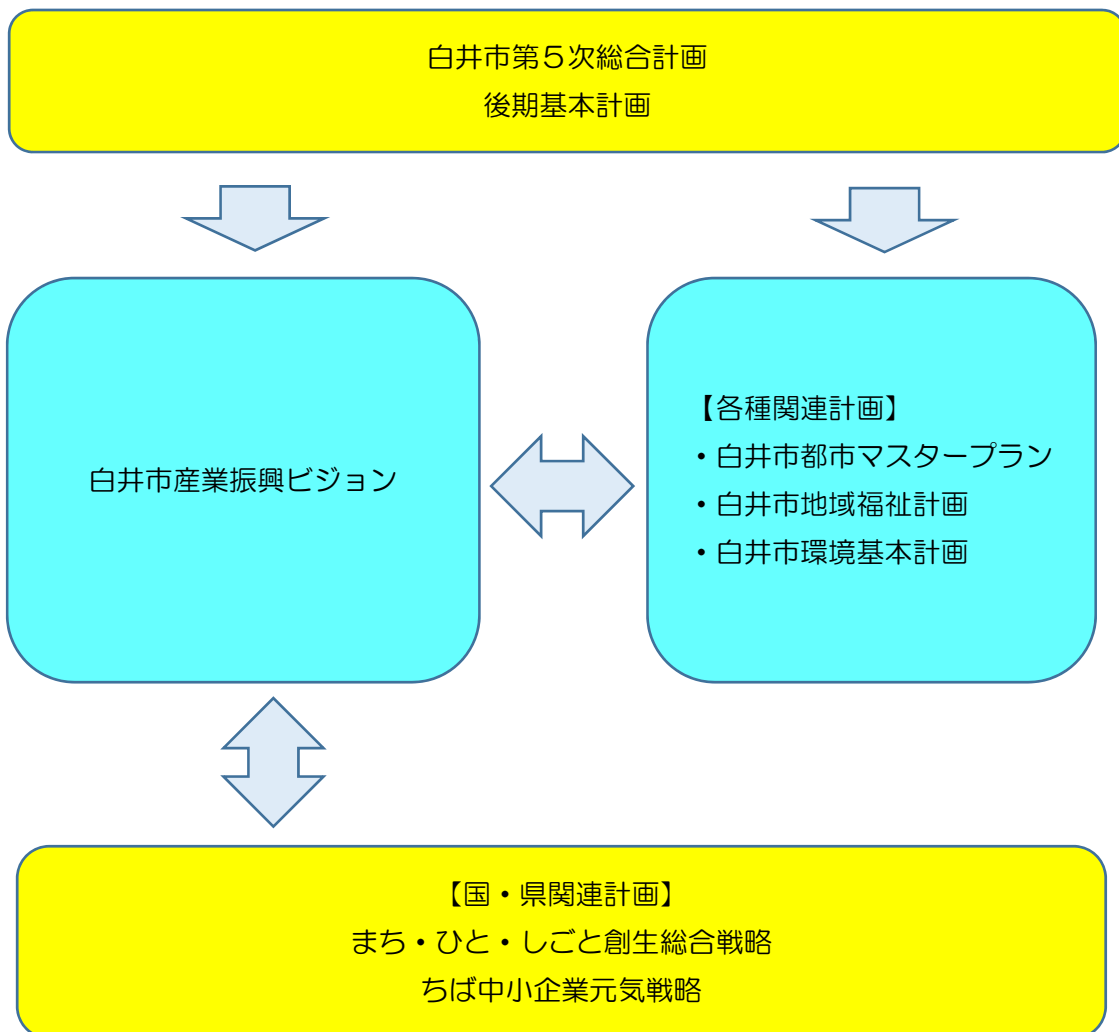 白井市第５次総合計画
後期基本計画
白井市産業振興ビジョン
【各種関連計画】
・白井市都市マスタープラン
・白井市地域福祉計画
・白井市環境基本計画
【国・県関連計画】
まち・ひと・しごと創生総合戦略
ちば中小企業元気戦略